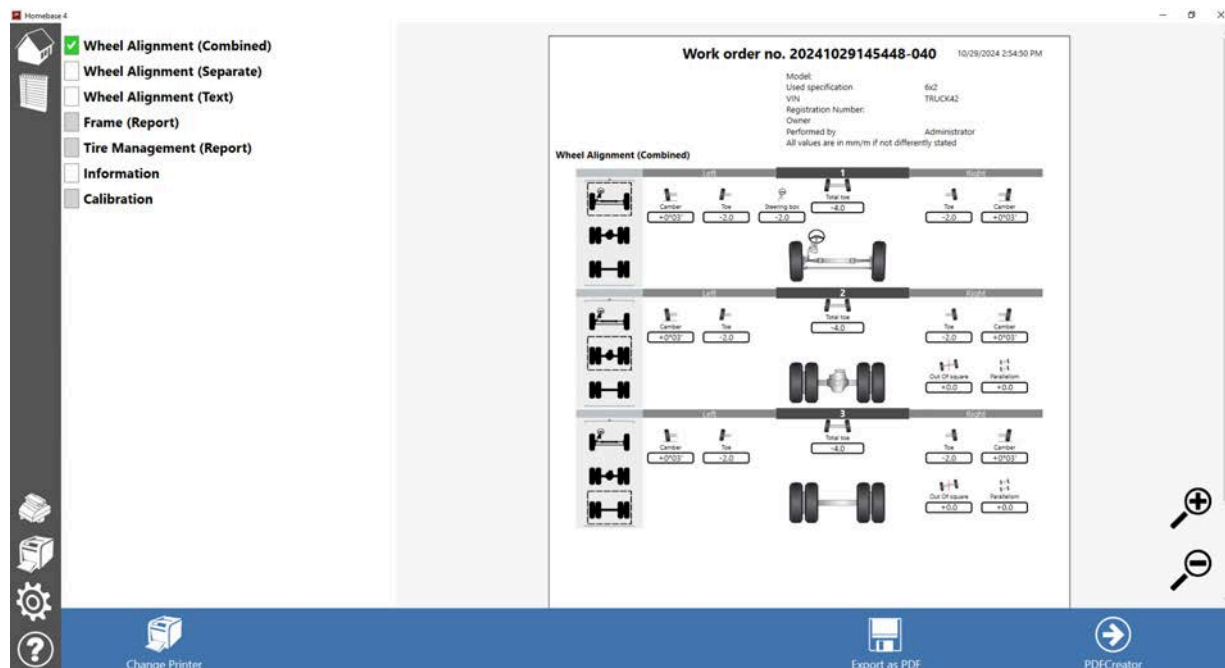 Homebase 4
Wheel Alignment (Combined)
Wheel Alignment (Separate)
Wheel Alignment (Text)
Frame (Report)
Tire Management (Report)
Information
Calibration
Work order no. 20241029145448-040 10/29/2024 2:54:50 PM
Model:
Used specification 6x2
VIN TRUCK42
Registration Number:
Owner
Performed by Administrator
All values are in mm/m if not differently stated
Wheel Alignment (Combined)
Left 1 Right
Camber Toe Steering box Total toe Toe Camber
+0°03' -2.0 -2.0 -4.0 -2.0 +0°03'
Left 2 Right
Camber Toe Total toe Toe Camber
+0°03' -2.0 -4.0 -2.0 +0°03'
Out Of square Parallelism
+0.0 +0.0
Left 3 Right
Camber Toe Total toe Toe Camber
+0°03' -2.0 -4.0 -2.0 +0°03'
Out Of square Parallelism
+0.0 +0.0
Change Printer Export as PDF PDFCreator